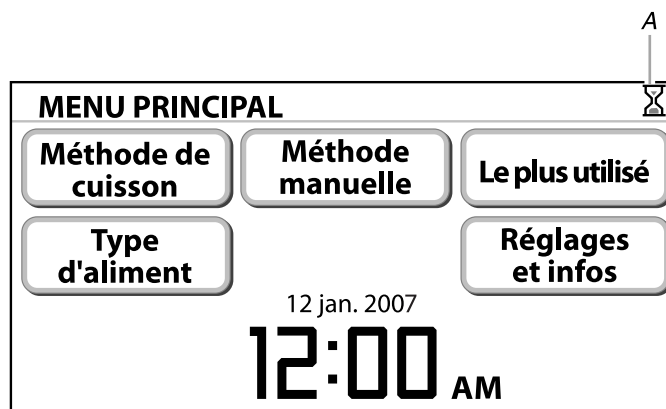 A
MENU PRINCIPAL
Méthode de
cuisson
Méthode
manuelle
Le plus utilisé
Type
d'aliment
Réglages
et infos
12 jan. 2007
12:00 AM